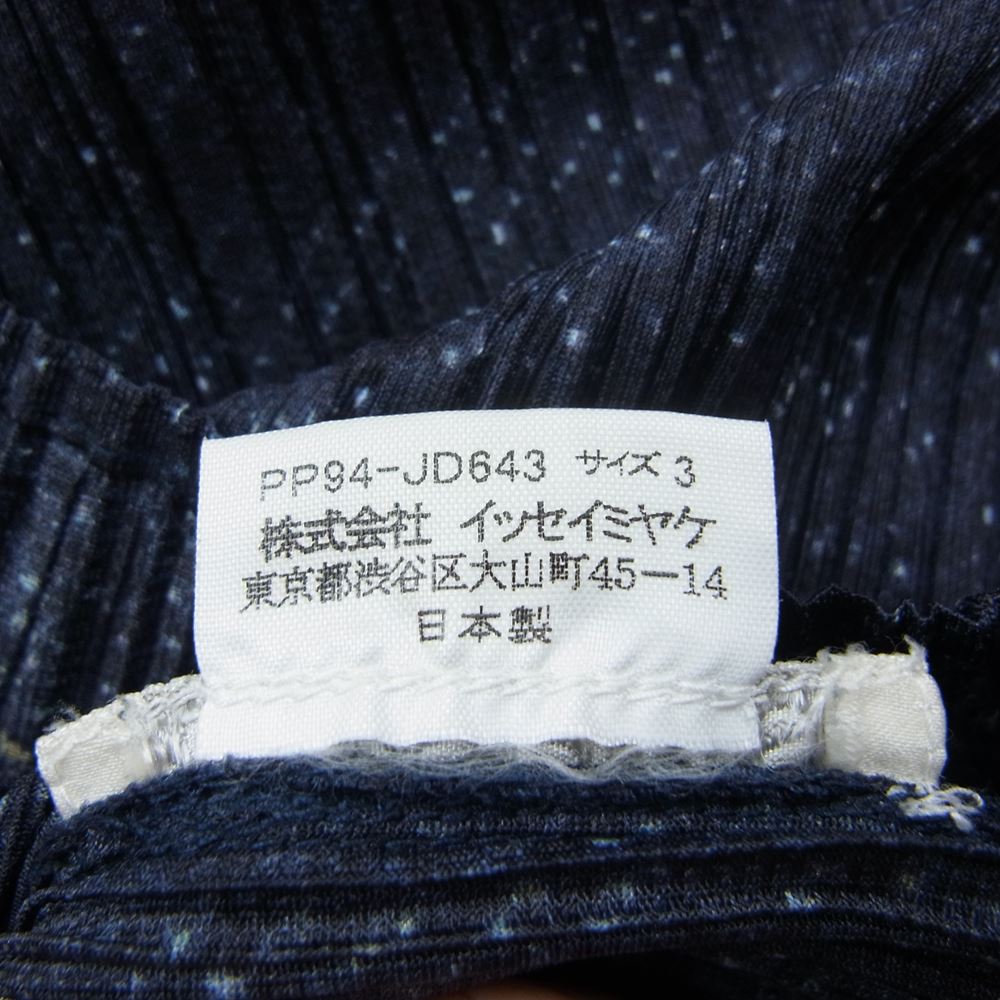 PP94-JD643 サイズ 3
株式会社 イッセイミヤケ
東京都渋谷区大山町45-14
日本製